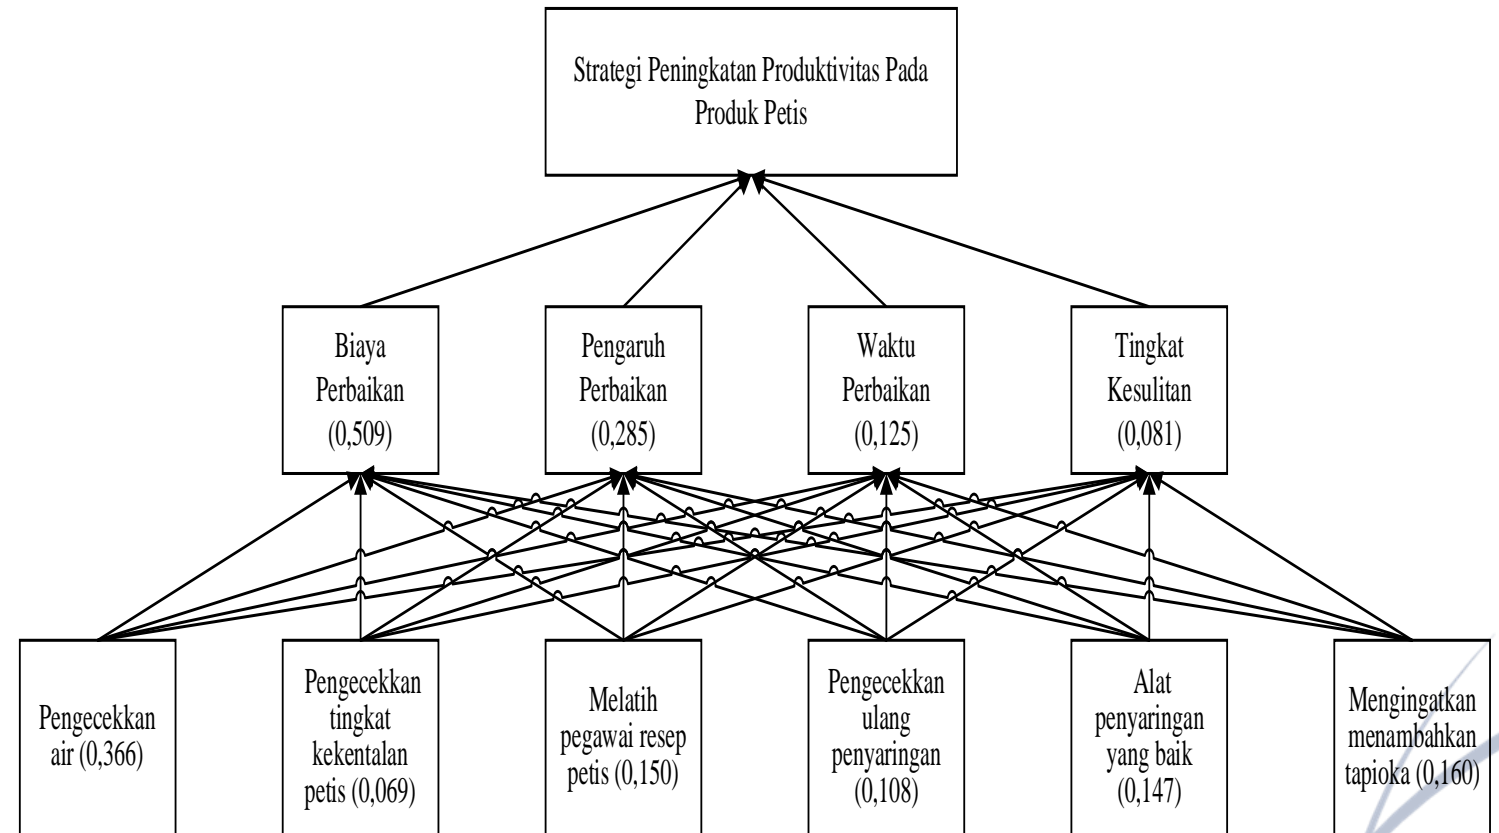 Strategi Peningkatan Produktivitas Pada
Produk Petis
Biaya
Perbaikan
(0,509)
Pengaruh
Perbaikan
(0,285)
Waktu
Perbaikan
(0,125)
Tingkat
Kesulitan
(0,081)
Pengecekkan
air (0,366)
Pengecekkan
tingkat
kekentalan
petis (0,069)
Melatih
pegawai resep
petis (0,150)
Pengecekkan
ulang
penyaringan
(0,108)
Alat
penyaringan
yang baik
(0,147)
Mengingatkan
menambahkan
tapioka (0,160)